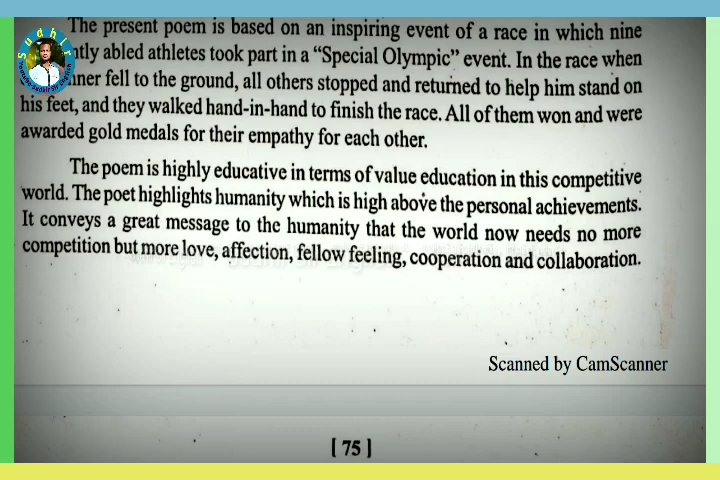 The present poem is based on an inspiring event of a race in which nine
ntly abled athletes took part in a “Special Olympic” event. In the race when
ner fell to the ground, all others stopped and returned to help him stand on
his feet, and they walked hand-in-hand to finish the race. All of them won and were
awarded gold medals for their empathy for each other.
The poem is highly educative in terms of value education in this competitive
world. The poet highlights humanity which is high above the personal achievements.
It conveys a great message to the humanity that the world now needs no more
competition but more love, affection, fellow feeling, cooperation and collaboration.
Scanned by CamScanner
[ 75 ]
Sudhir